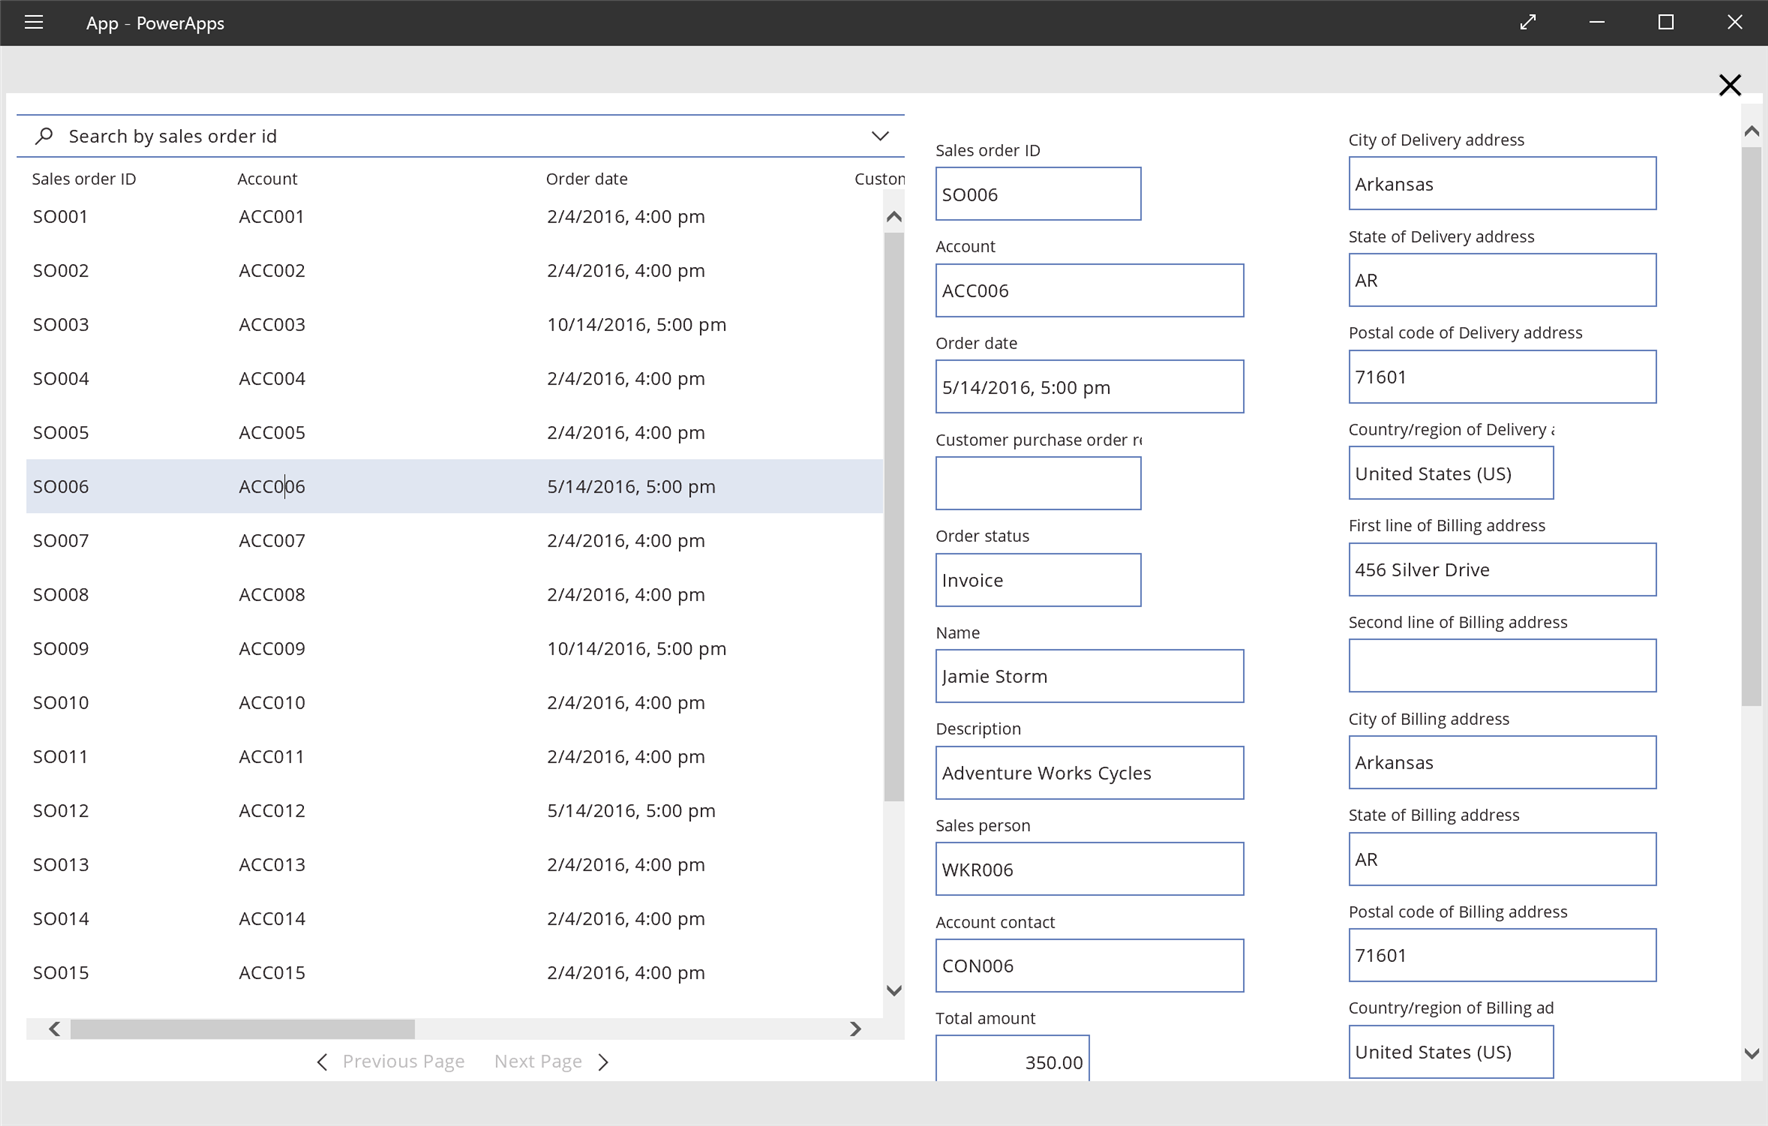 App - PowerApps
Search by sales order id
Sales order ID Account Order date Custom
SO001 ACC001 2/4/2016, 4:00 pm
SO002 ACC002 2/4/2016, 4:00 pm
SO003 ACC003 10/14/2016, 5:00 pm
SO004 ACC004 2/4/2016, 4:00 pm
SO005 ACC005 2/4/2016, 4:00 pm
SO006 ACC006 5/14/2016, 5:00 pm
SO007 ACC007 2/4/2016, 4:00 pm
SO008 ACC008 2/4/2016, 4:00 pm
SO009 ACC009 10/14/2016, 5:00 pm
SO010 ACC010 2/4/2016, 4:00 pm
SO011 ACC011 2/4/2016, 4:00 pm
SO012 ACC012 5/14/2016, 5:00 pm
SO013 ACC013 2/4/2016, 4:00 pm
SO014 ACC014 2/4/2016, 4:00 pm
SO015 ACC015 2/4/2016, 4:00 pm
Previous Page Next Page
Sales order ID
SO006
Account
ACC006
Order date
5/14/2016, 5:00 pm
Customer purchase order re
Order status
Invoice
Name
Jamie Storm
Description
Adventure Works Cycles
Sales person
WKR006
Account contact
CON006
Total amount
350.00
City of Delivery address
Arkansas
State of Delivery address
AR
Postal code of Delivery address
71601
Country/region of Delivery a
United States (US)
First line of Billing address
456 Silver Drive
Second line of Billing address
City of Billing address
Arkansas
State of Billing address
AR
Postal code of Billing address
71601
Country/region of Billing ad
United States (US)